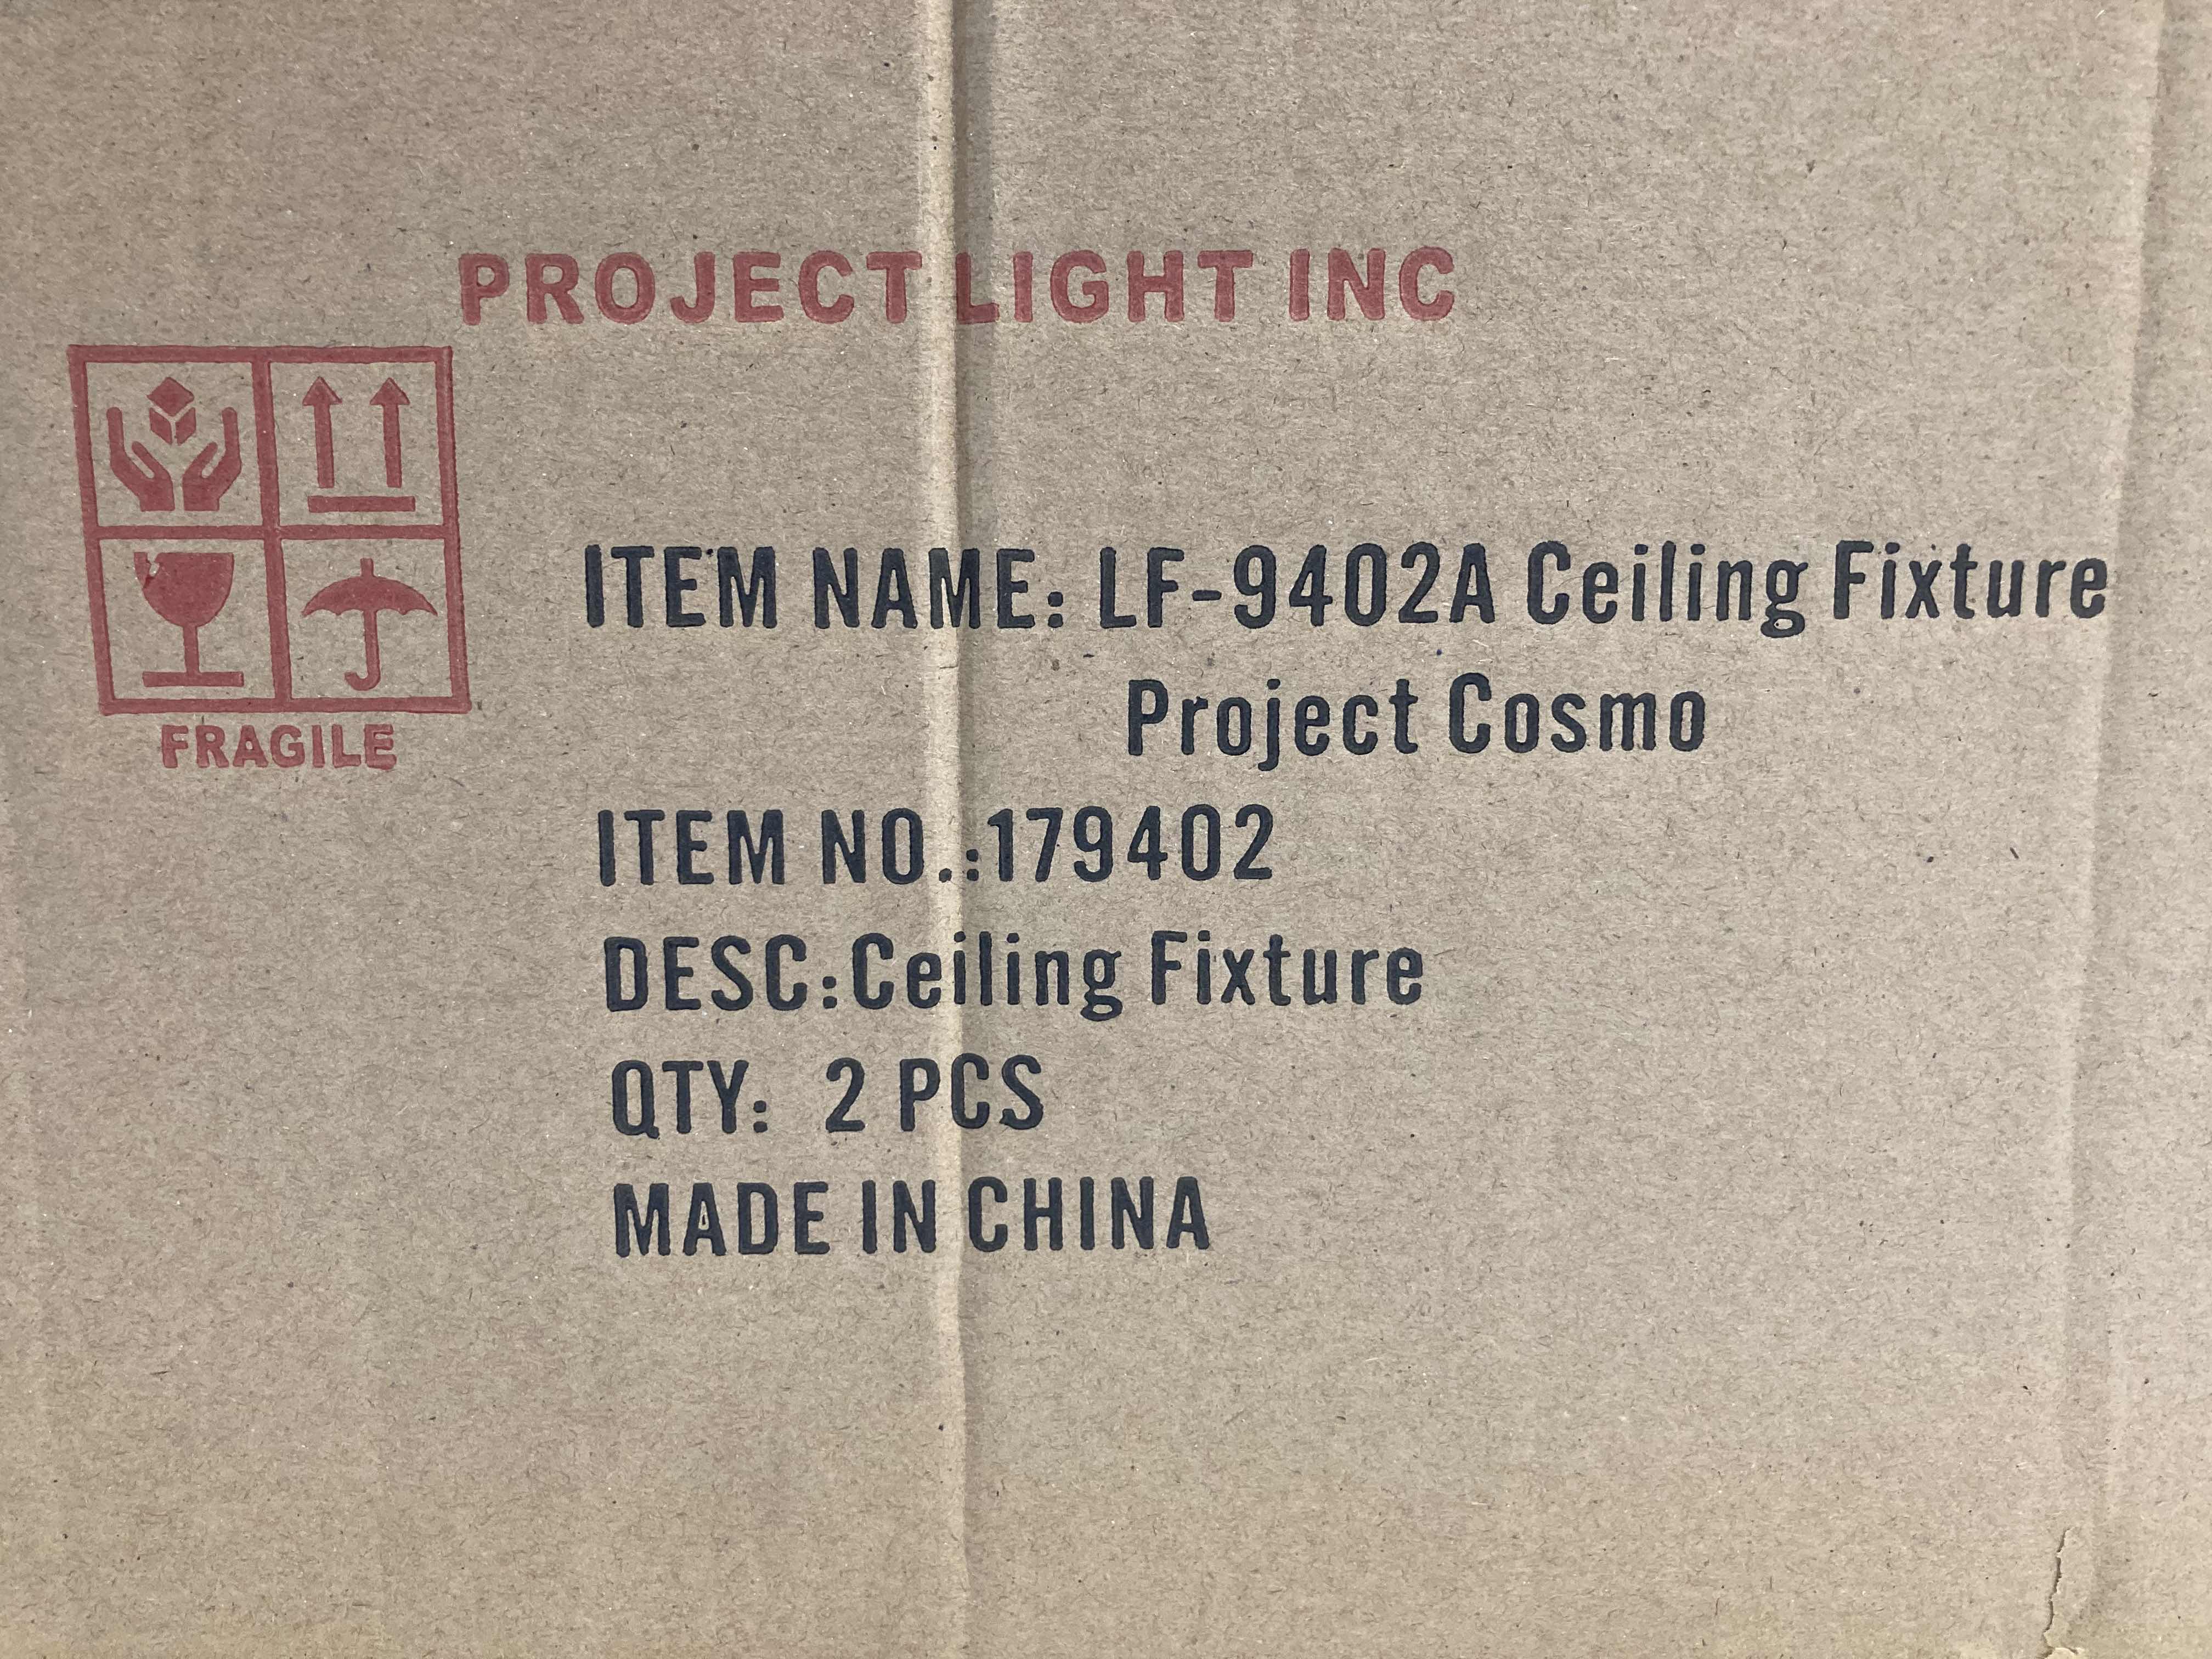 PROJECT LIGHT INC
FRAGILE
ITEM NAME: LF-9402A Ceiling Fixture
Project Cosmo
ITEM NO.:179402
DESC:Ceiling Fixture
QTY: 2 PCS
MADE IN CHINA